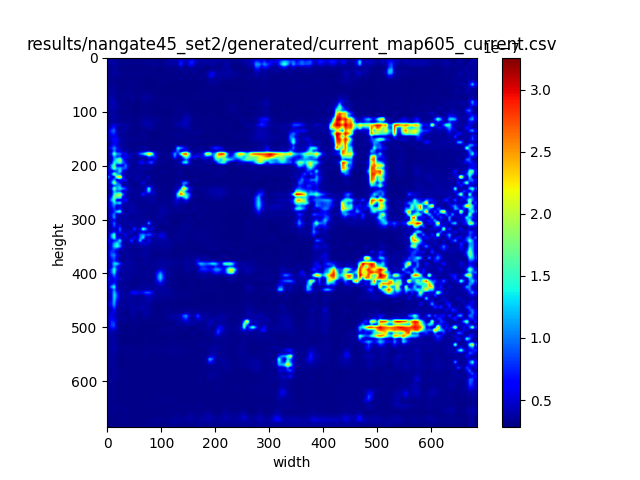 results/nangate45_set2/generated/current_map605_current.csv
1e−7
0
100
200
300
400
500
600
height
0 100 200 300 400 500 600
width
3.0
2.5
2.0
1.5
1.0
0.5